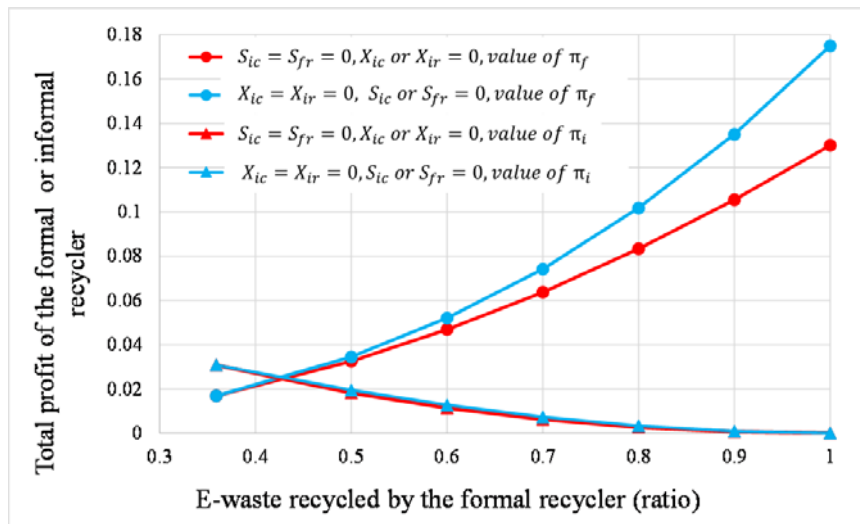 Total profit of the formal or informal
recycler
0.18
0.16
0.14
0.12
0.1
0.08
0.06
0.04
0.02
0
S_ic = S_fr = 0, X_ic or X_ir = 0, value of π_f
X_ic = X_ir = 0, S_ic or S_fr = 0, value of π_f
S_ic = S_fr = 0, X_ic or X_ir = 0, value of π_i
X_ic = X_ir = 0, S_ic or S_fr = 0, value of π_i
0.3 0.4 0.5 0.6 0.7 0.8 0.9 1
E-waste recycled by the formal recycler (ratio)